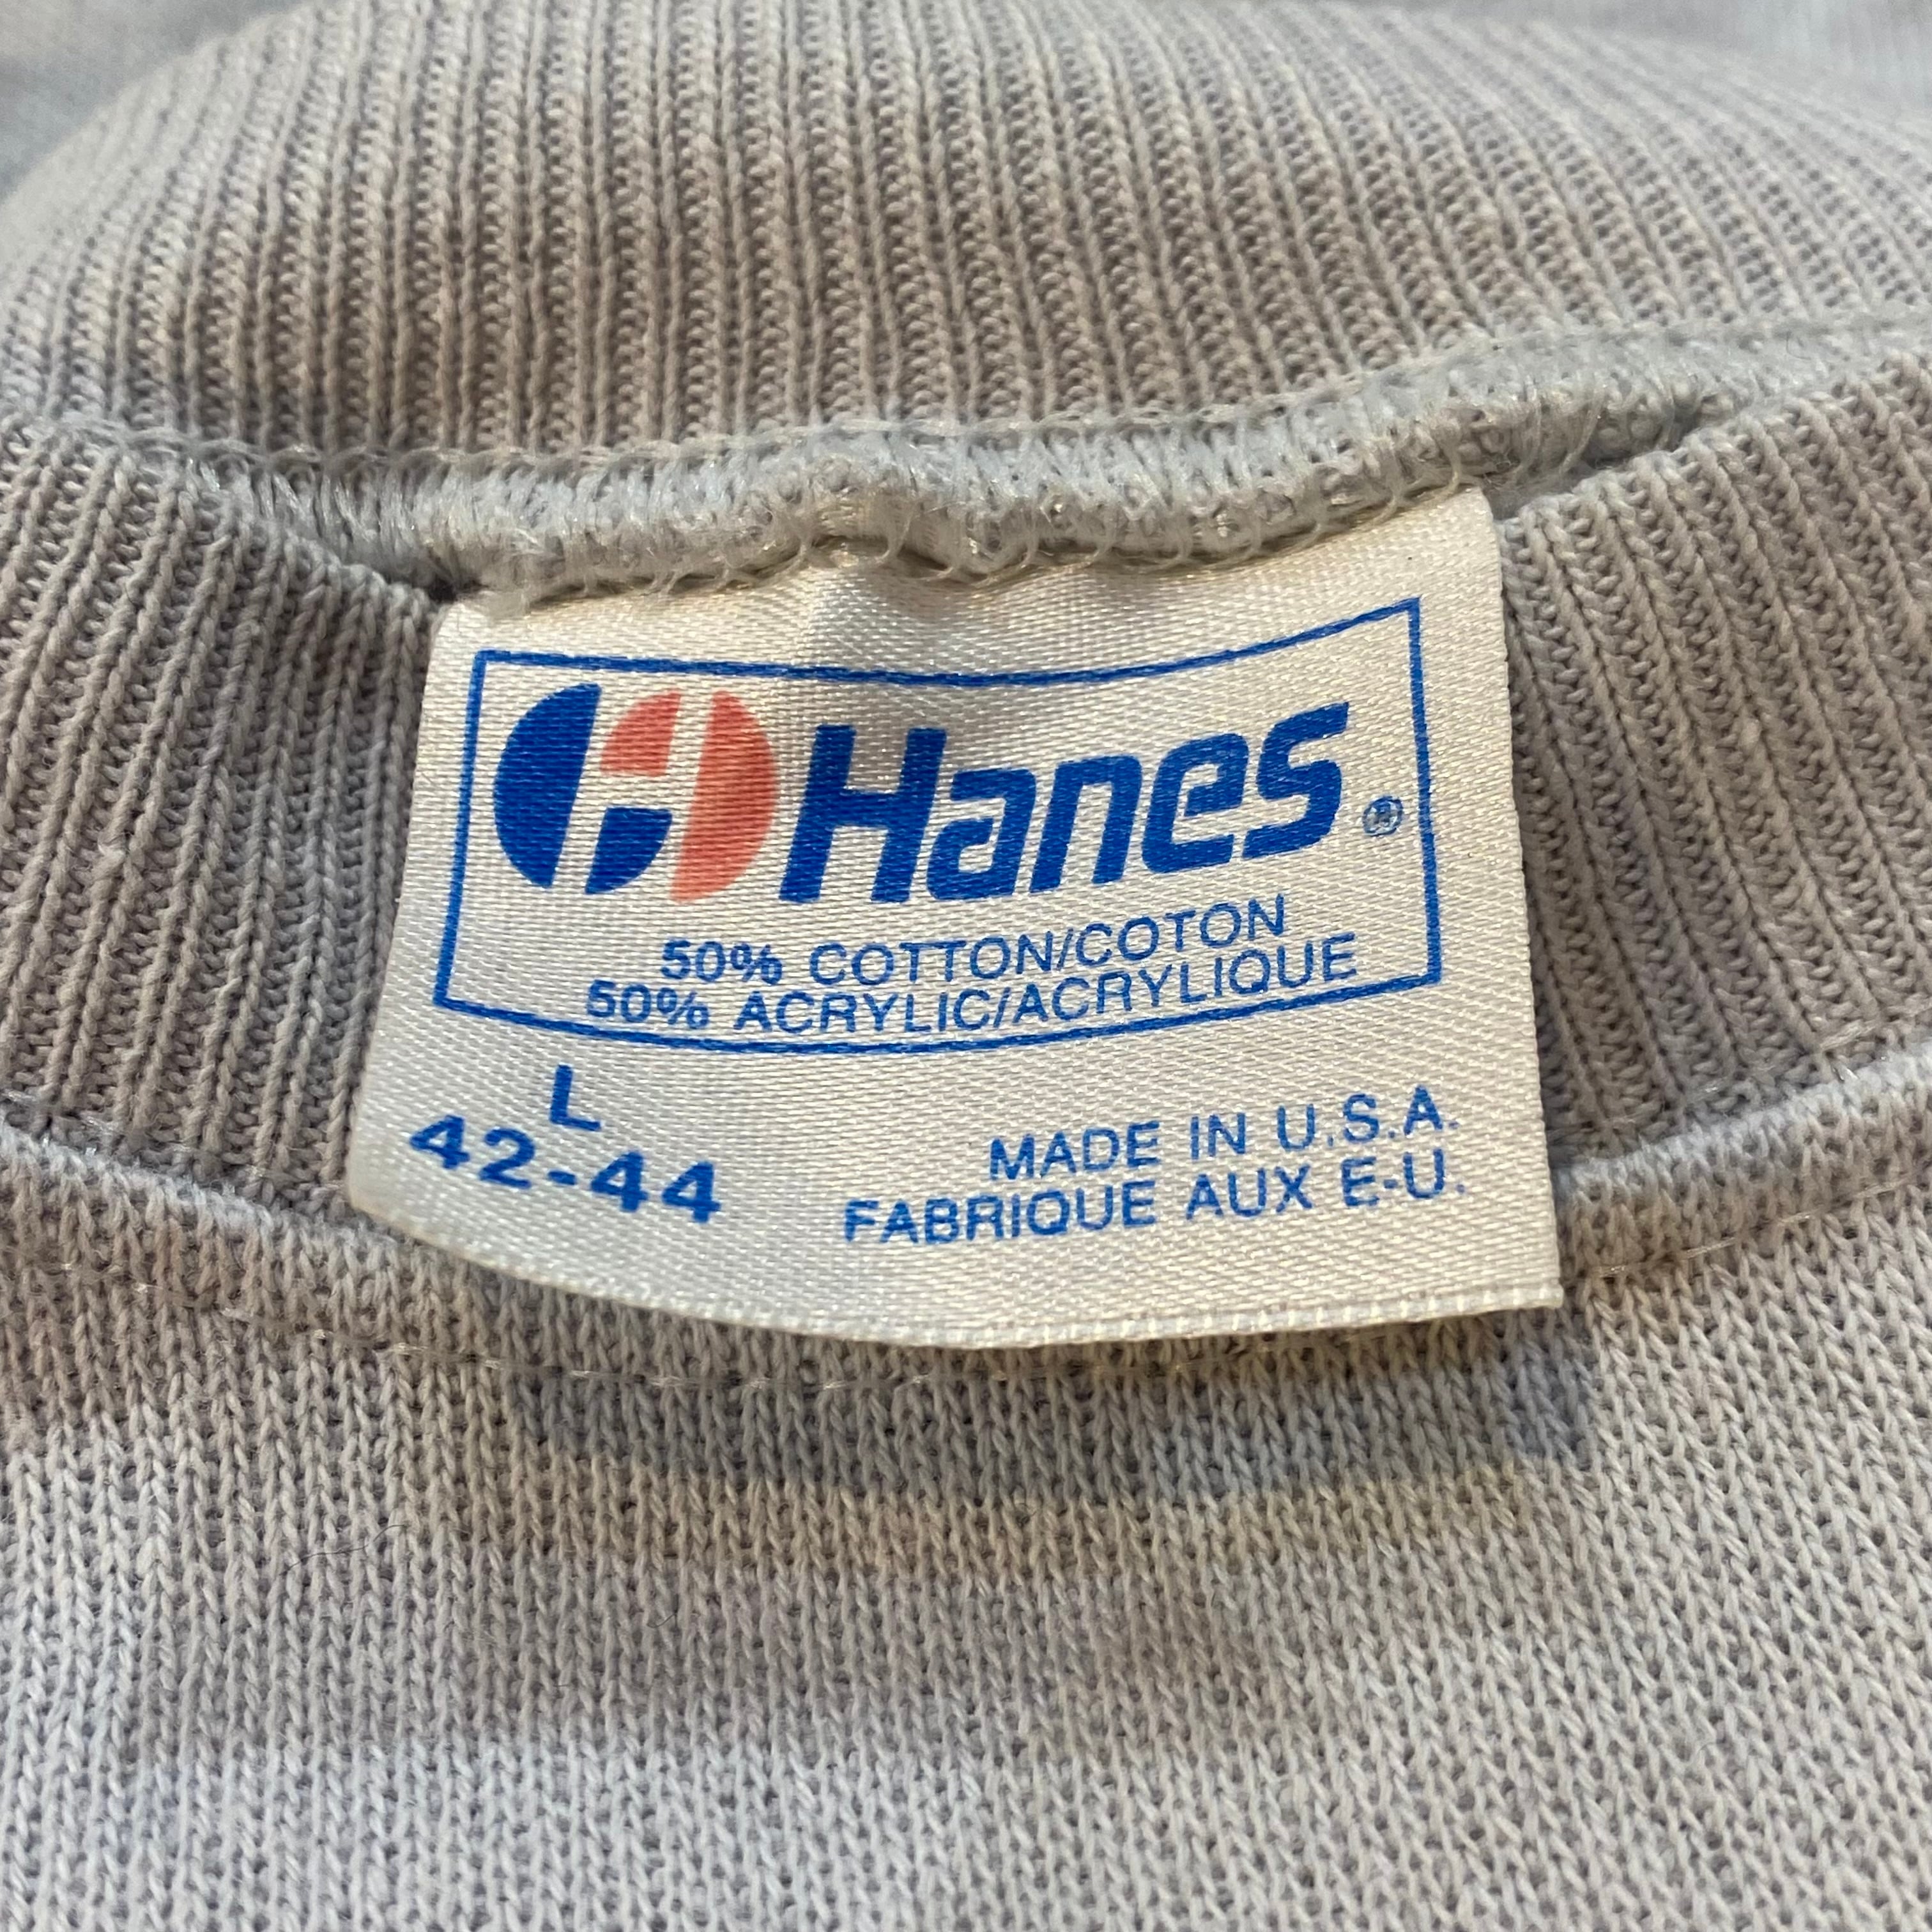 Hanes®
50% COTTON/COTON
50% ACRYLIC/ACRYLIQUE
L
42-44
MADE IN U.S.A.
FABRIQUE AUX E-U.